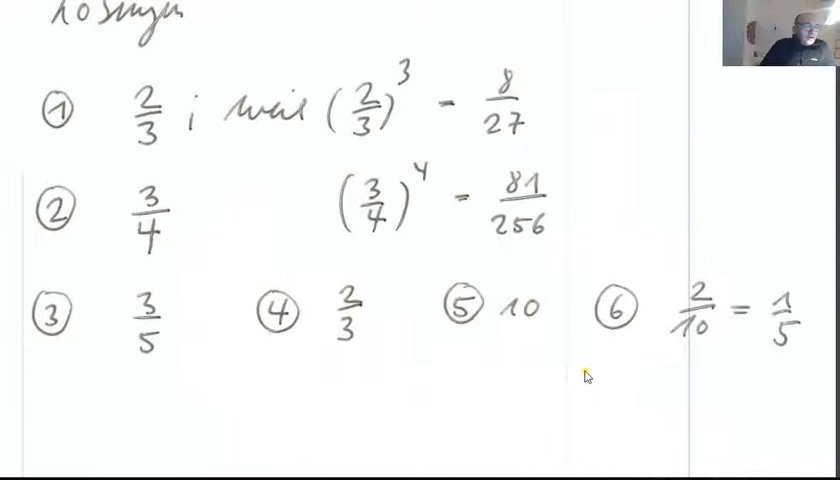 Lösungen
① 2/3 ; weil (2/3)³ = 8/27
② 3/4 (3/4)⁴ = 81/256
③ 3/5 ④ 2/3 ⑤ 10 ⑥ 2/10 = 1/5